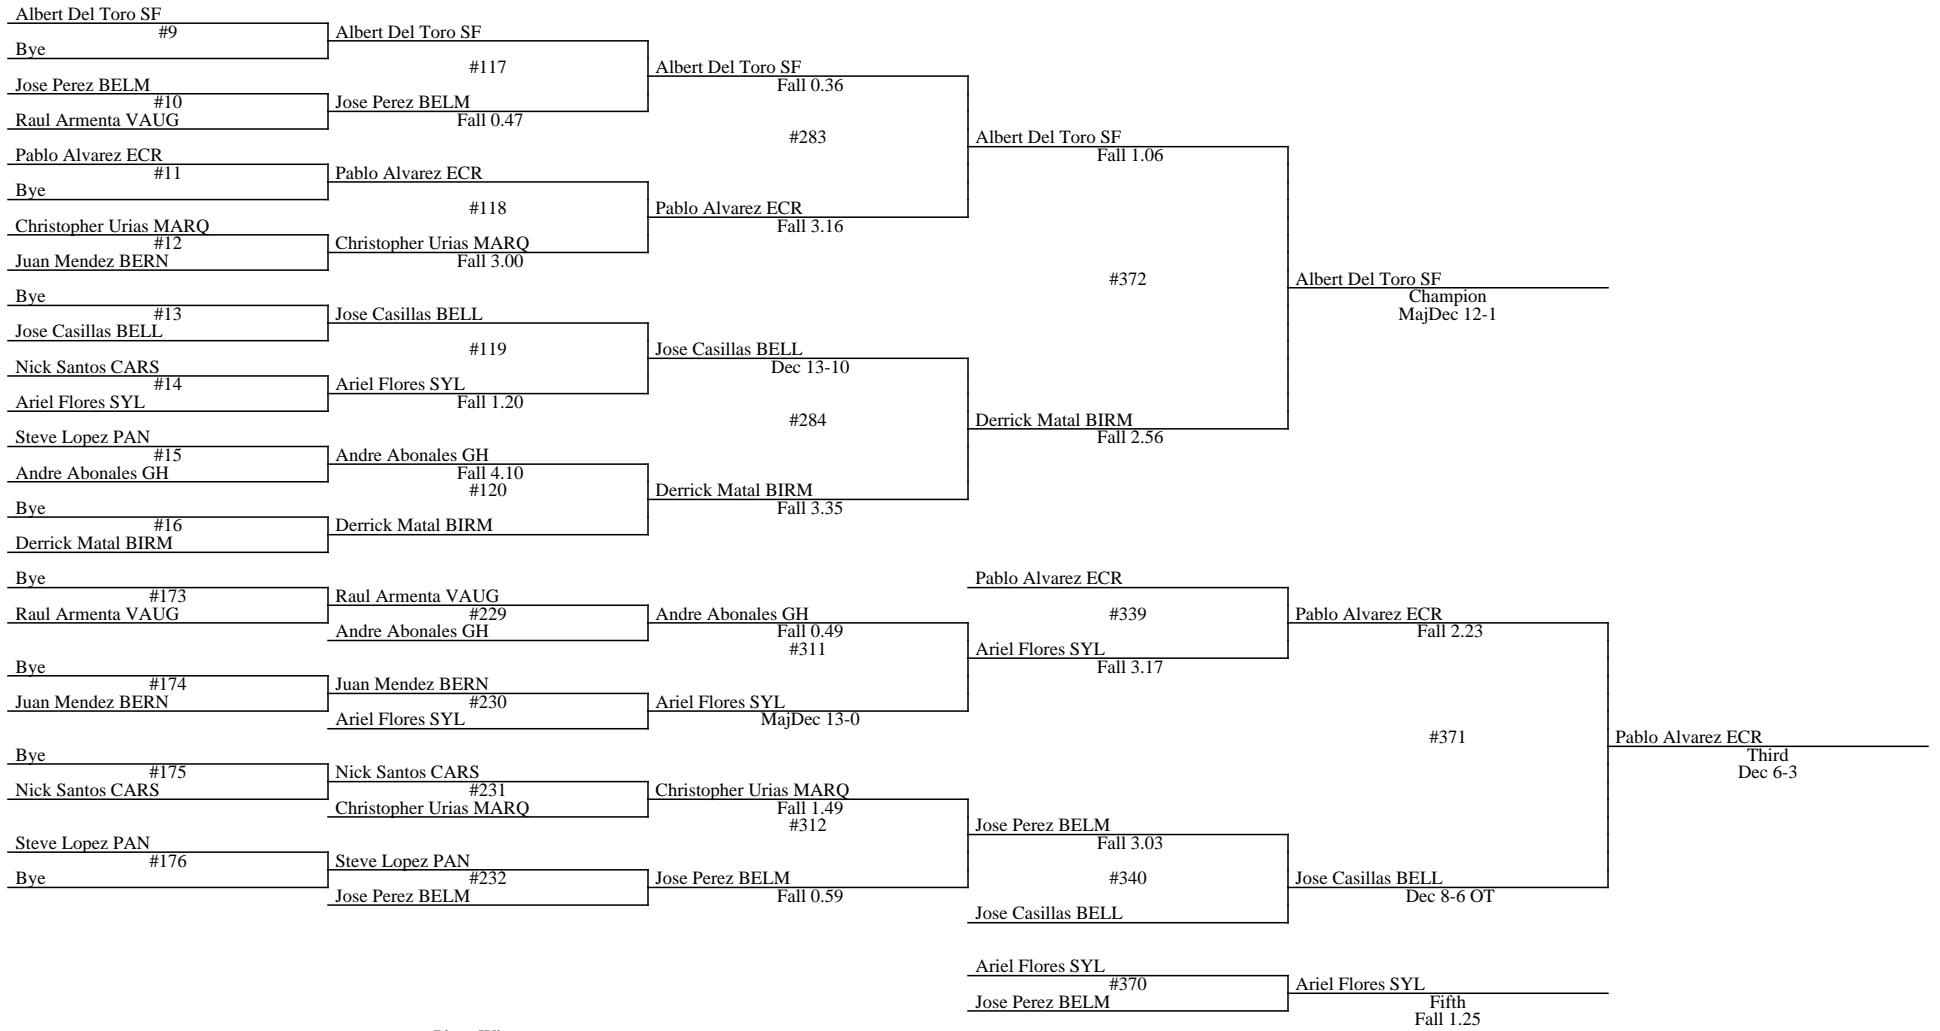 Albert Del Toro SF
#9
Bye
Albert Del Toro SF
#117
Jose Perez BELM
#10
Raul Armenta VAUG
Jose Perez BELM
Fall 0.47
Albert Del Toro SF
Fall 0.36
#283
Pablo Alvarez ECR
#11
Bye
Pablo Alvarez ECR
#118
Christopher Urias MARQ
#12
Juan Mendez BERN
Christopher Urias MARQ
Fall 3.00
Pablo Alvarez ECR
Fall 3.16
Albert Del Toro SF
Fall 1.06
#372
Bye
#13
Jose Casillas BELL
Jose Casillas BELL
#119
Nick Santos CARS
#14
Ariel Flores SYL
Ariel Flores SYL
Fall 1.20
Jose Casillas BELL
Dec 13-10
#284
Steve Lopez PAN
#15
Andre Abonales GH
Andre Abonales GH
Fall 4.10
#120
Bye
#16
Derrick Matal BIRM
Derrick Matal BIRM
Derrick Matal BIRM
Fall 3.35
Derrick Matal BIRM
Fall 2.56
Albert Del Toro SF
Champion
MajDec 12-1
Bye
#173
Raul Armenta VAUG
Raul Armenta VAUG
#229
Andre Abonales GH
Andre Abonales GH
Fall 0.49
#311
Bye
#174
Juan Mendez BERN
Juan Mendez BERN
#230
Ariel Flores SYL
Ariel Flores SYL
MajDec 13-0
Pablo Alvarez ECR
#339
Ariel Flores SYL
Fall 3.17
Pablo Alvarez ECR
Fall 2.23
#371
Bye
#175
Nick Santos CARS
Nick Santos CARS
#231
Christopher Urias MARQ
Christopher Urias MARQ
Fall 1.49
#312
Steve Lopez PAN
#176
Bye
Steve Lopez PAN
#232
Jose Perez BELM
Jose Perez BELM
Fall 0.59
Jose Perez BELM
Fall 3.03
#340
Jose Casillas BELL
Jose Casillas BELL
Dec 8-6 OT
Pablo Alvarez ECR
Third
Dec 6-3
Ariel Flores SYL
#370
Jose Perez BELM
Ariel Flores SYL
Fifth
Fall 1.25